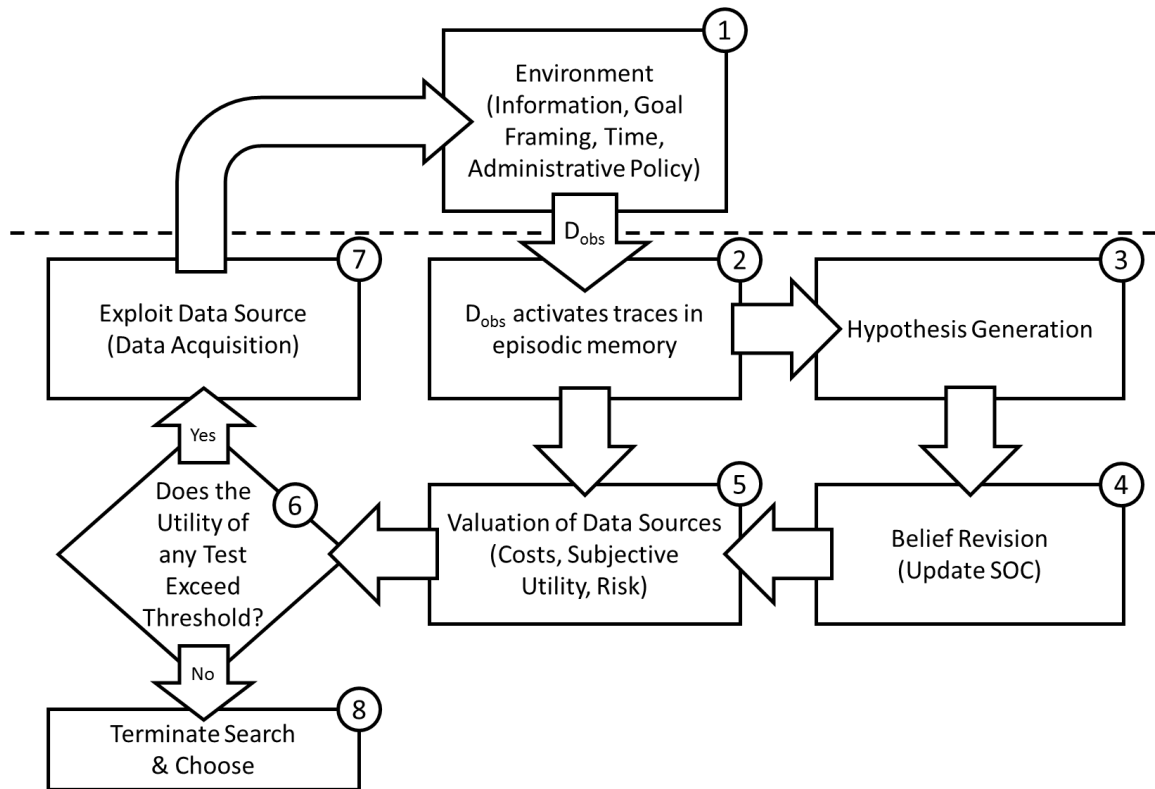 1
Environment
(Information, Goal
Framing, Time,
Administrative Policy)
Dobs
7
Exploit Data Source
(Data Acquisition)
2
Dobs activates traces in
episodic memory
3
Hypothesis Generation
Yes
6
Does the
Utility of
any Test
Exceed
Threshold?
5
Valuation of Data Sources
(Costs, Subjective
Utility, Risk)
4
Belief Revision
(Update SOC)
No
8
Terminate Search
& Choose